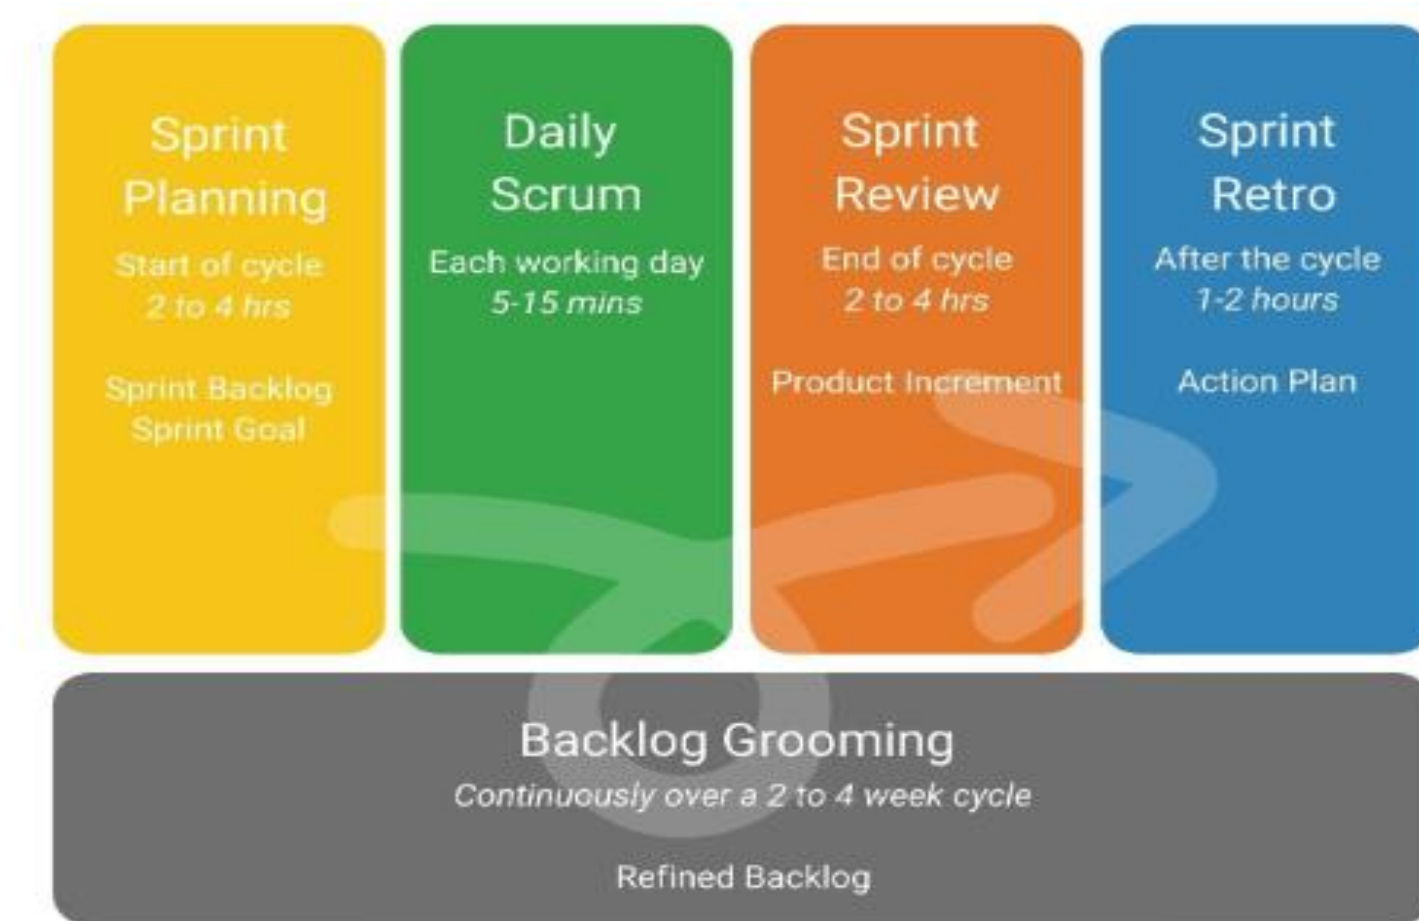 Sprint
Planning
Start of cycle
2 to 4 hrs
Sprint Backlog
Sprint Goal
Daily
Scrum
Each working day
5-15 mins
Sprint
Review
End of cycle
2 to 4 hrs
Product Increment
Sprint
Retro
After the cycle
1-2 hours
Action Plan
Backlog Grooming
Continuously over a 2 to 4 week cycle
Refined Backlog